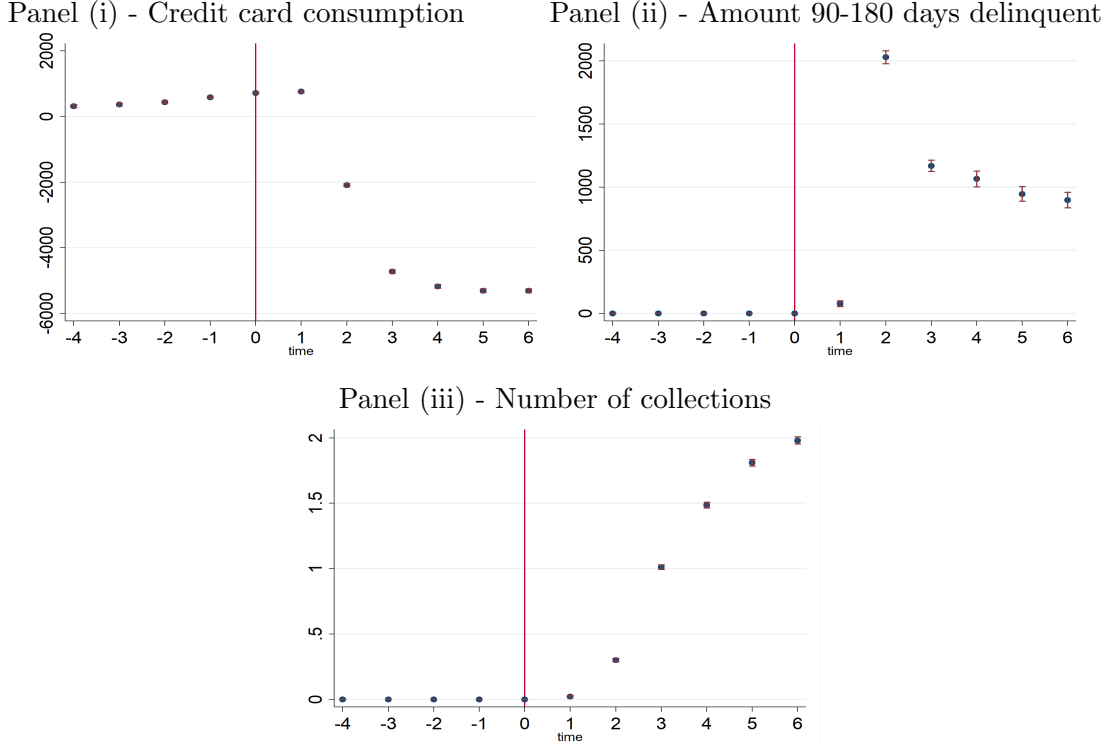 Panel (i) - Credit card consumption
Panel (ii) - Amount 90-180 days delinquent
2000
0
-2000
-4000
-6000
-4 -3 -2 -1 0 1 2 3 4 5 6
time
2000
1500
1000
500
0
-4 -3 -2 -1 0 1 2 3 4 5 6
time
Panel (iii) - Number of collections
2
1.5
1
.5
0
-4 -3 -2 -1 0 1 2 3 4 5 6
time